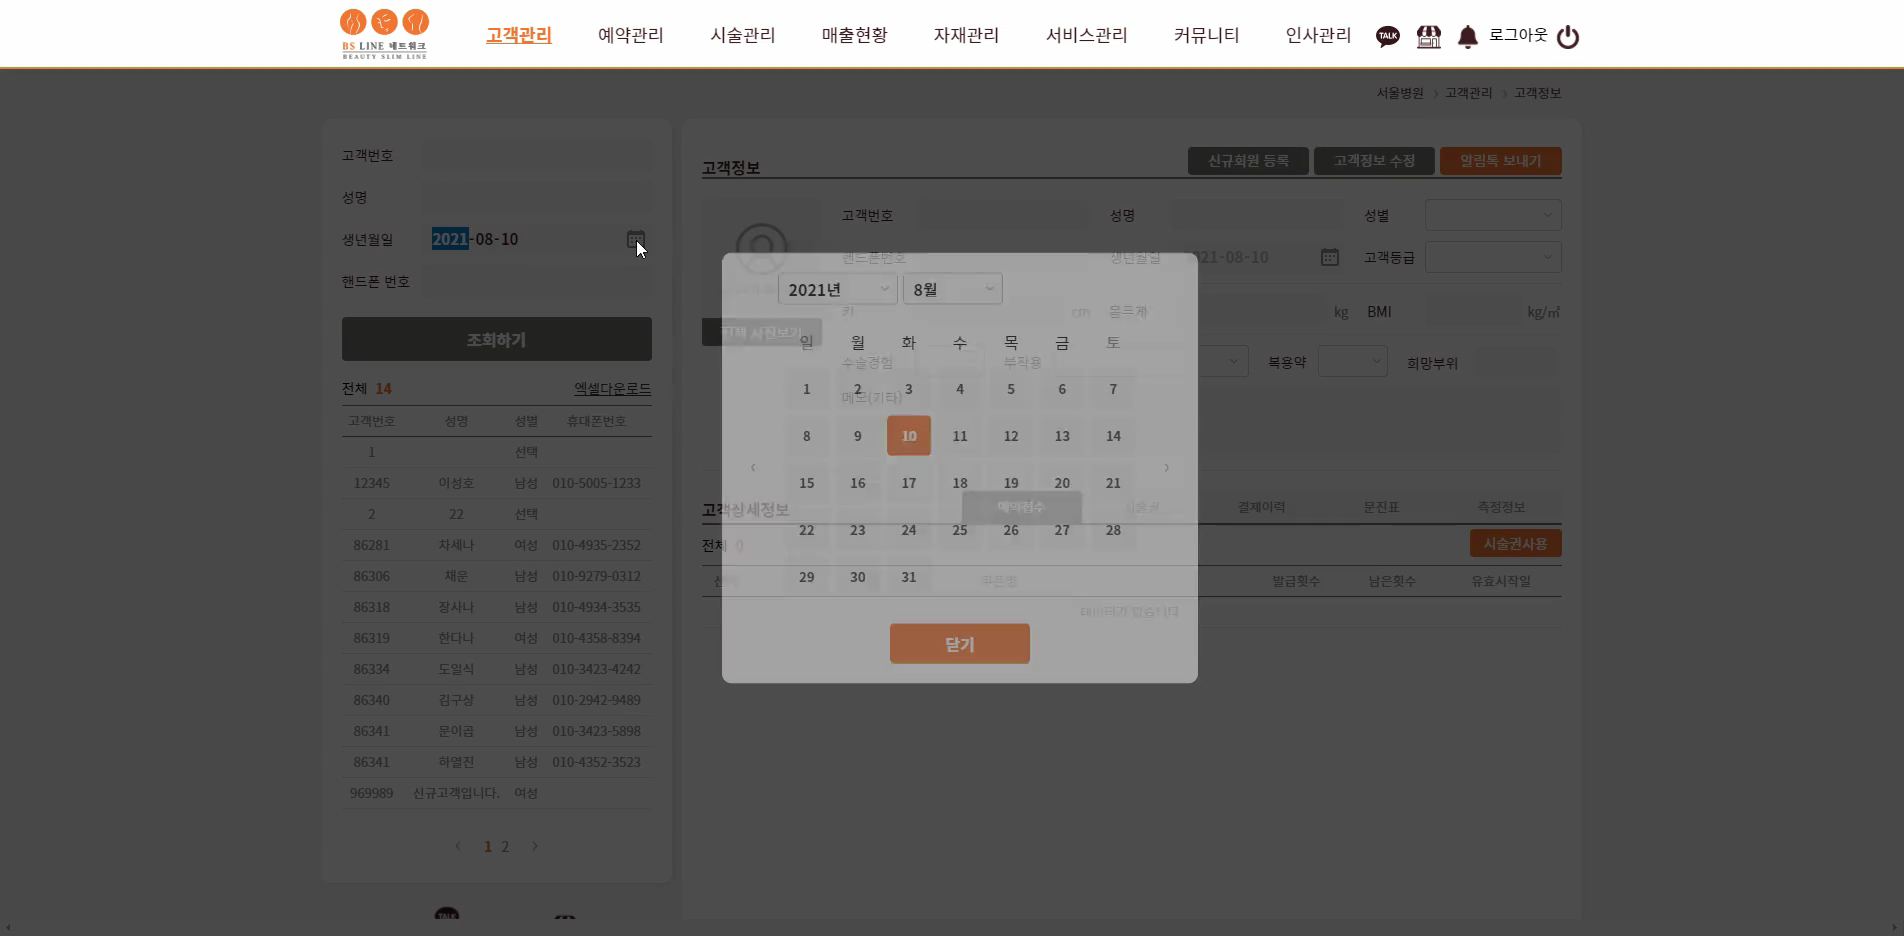 BS LINE 네트워크
BEAUTY SLIM LINE
고객관리 예약관리 시술관리 매출현황 자재관리 서비스관리 커뮤니티 인사관리 TALK 로그아웃
서울병원 > 고객관리 > 고객정보
고객번호
성명
생년월일 2021-08-10
핸드폰 번호
조회하기
전체 14 엑셀다운로드
고객번호 성명 성별 휴대폰번호
1 선택
12345 이성호 남성 010-5005-1233
2 22 선택
86281 차세나 여성 010-4935-2352
86306 채운 남성 010-9279-0312
86318 장사나 남성 010-4934-3535
86319 한다나 여성 010-4358-8394
86334 도일식 남성 010-3423-4242
86340 김구상 남성 010-2942-9489
86341 문이곰 남성 010-3423-5898
86341 하열진 남성 010-4352-3523
969989 신규고객입니다. 여성
< 1 2 >
TALK
고객정보 신규회원 등록 고객정보 수정 알림톡 보내기
고객번호 성명 성별
핸드폰번호 생년월일 21-08-10 고객등급
키 cm 몸무게 kg BMI kg/㎡
수술경험 부작용 복용약 희망부위
메모(기타)
고객상세정보 예약접수 시술권 결제이력 문진표 측정정보
전체 0 시술권사용
발급횟수 남은횟수 유효시작일
데이터가 없습니다
2021년 8월
일 월 화 수 목 금 토
1 2 3 4 5 6 7
8 9 10 11 12 13 14
15 16 17 18 19 20 21
22 23 24 25 26 27 28
29 30 31
닫기